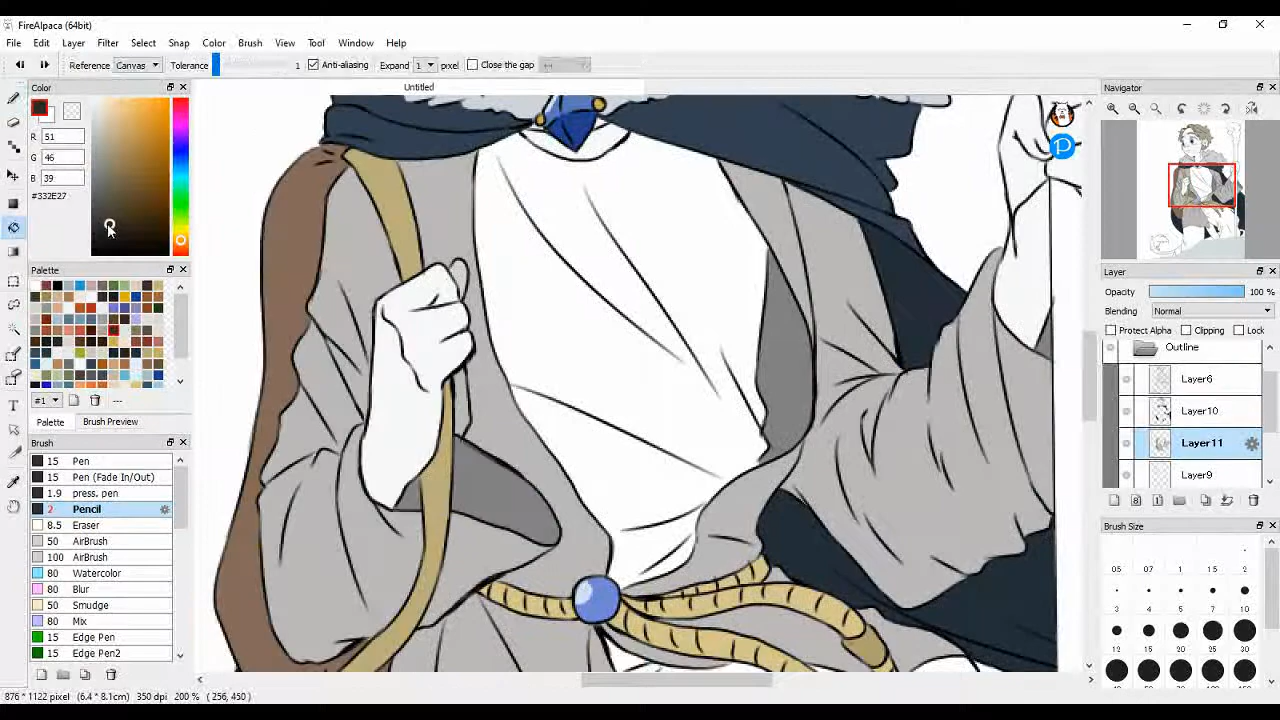 FireAlpaca (64bit)
File Edit Layer Filter Select Snap Color Brush View Tool Window Help
Reference Canvas Tolerance 1 Anti-aliasing Expand 1 pixel Close the gap
Color
Untitled
Navigator
R 51
G 46
B 39
#332E27
P
Palette
#1
Palette Brush Preview
Brush
15 Pen
15 Pen (Fade In/Out)
1.9 press. pen
2 Pencil
8.5 Eraser
50 AirBrush
100 AirBrush
80 Watercolor
80 Blur
50 Smudge
80 Mix
15 Edge Pen
15 Edge Pen2
Layer
Opacity 100 %
Blending Normal
Protect Alpha Clipping Lock
Outline
Layer6
Layer10
Layer11
Layer9
Brush Size
05 07 1 15 2
3 4 5 7 10
12 15 20 25 30
876 * 1122 pixel (6.4 * 8.1cm) 350 dpi 200 % ( 256, 450 )